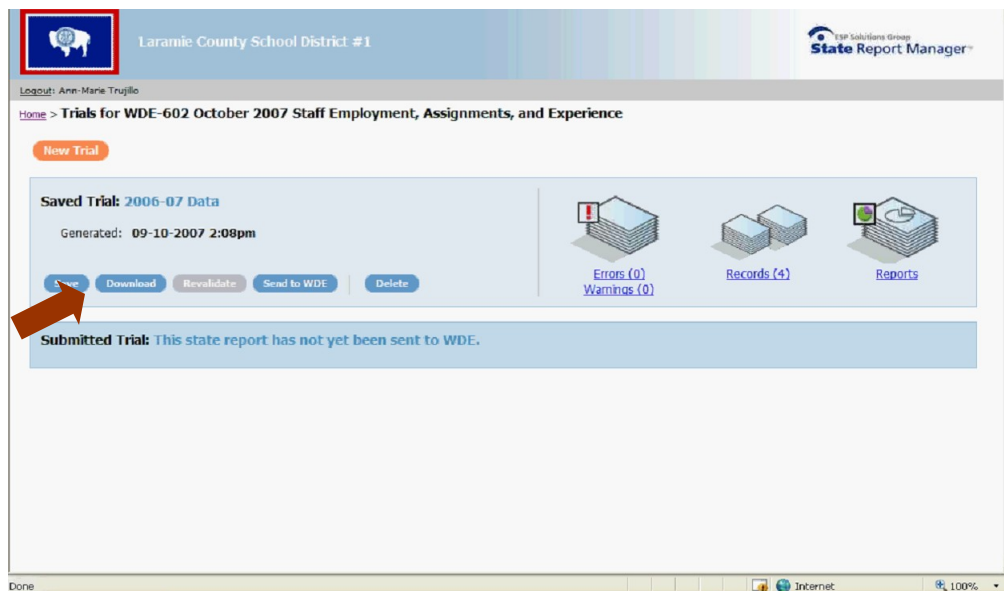 Laramie County School District #1
ESP Solutions Group
State Report Manager
Logout: Ann-Marie Trujillo
Home > Trials for WDE-602 October 2007 Staff Employment, Assignments, and Experience
New Trial
Saved Trial: 2006-07 Data
Generated: 09-10-2007 2:08pm
Save Download Revalidate Send to WDE Delete
Errors (0)
Warnings (0)
Records (4)
Reports
Submitted Trial: This state report has not yet been sent to WDE.
Done Internet 100%